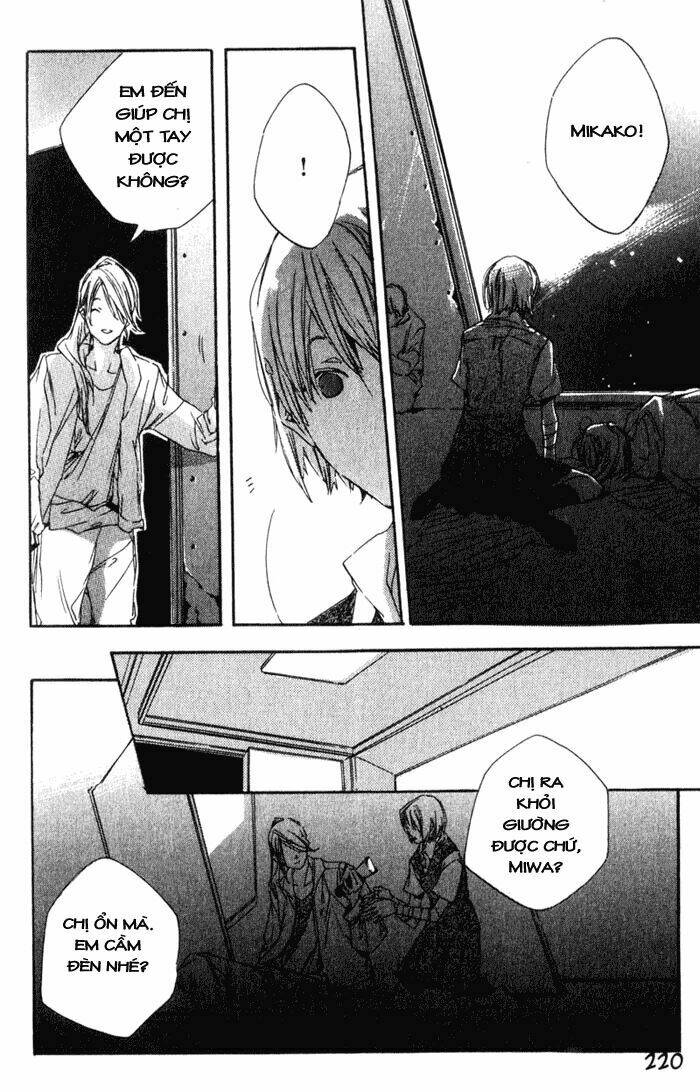 MIKAKO!
!
EM ĐẾN
GIÚP CHỊ
MỘT TAY
ĐƯỢC
KHÔNG?
CHỊ RA
KHỎI
GIƯỜNG
ĐƯỢC CHỨ,
MIWA?
CHỊ ỔN MÀ.
EM CẦM
ĐÈN NHÉ?
220